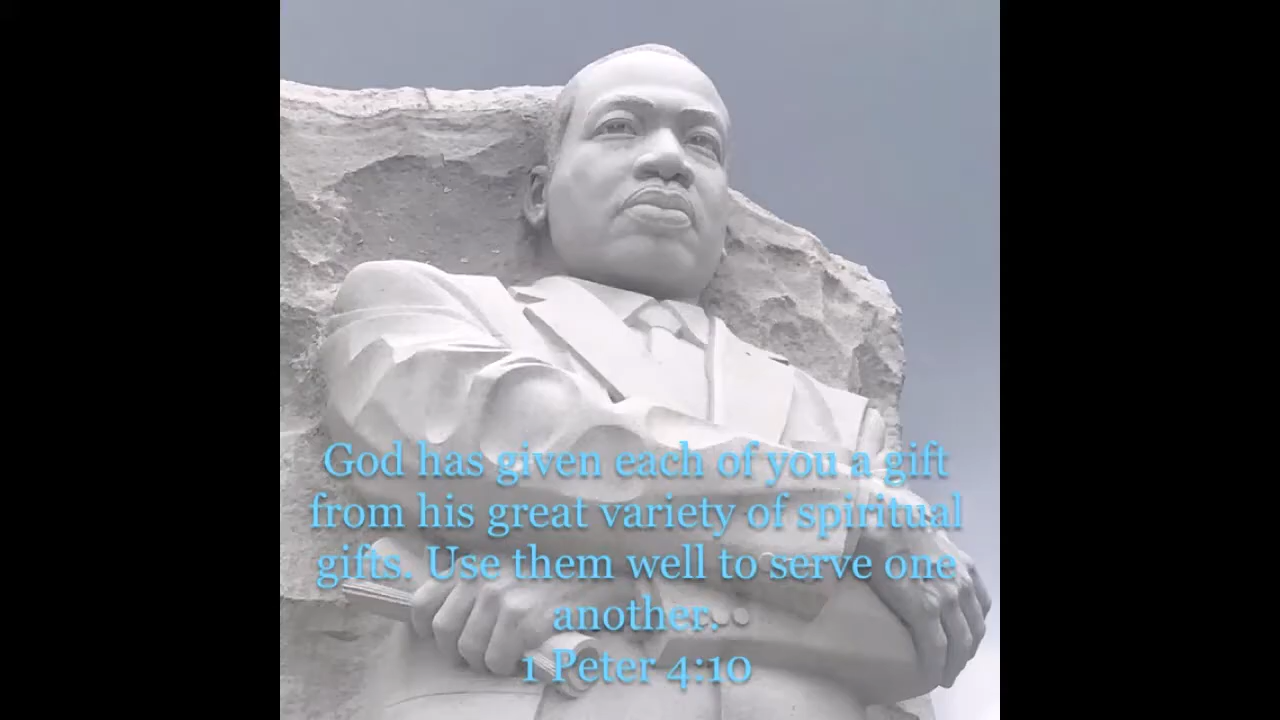 God has given each of you a gift
from his great variety of spiritual
gifts. Use them well to serve one
another.
1 Peter 4:10